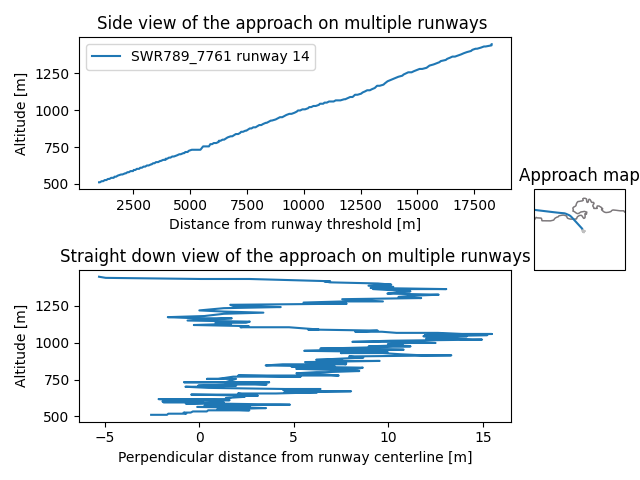 Side view of the approach on multiple runways
SWR789_7761 runway 14
Altitude [m]
1250
1000
750
500
2500
5000
7500
10000
12500
15000
17500
Distance from runway threshold [m]
Approach map
Straight down view of the approach on multiple runways
Altitude [m]
1250
1000
750
500
−5
0
5
10
15
Perpendicular distance from runway centerline [m]